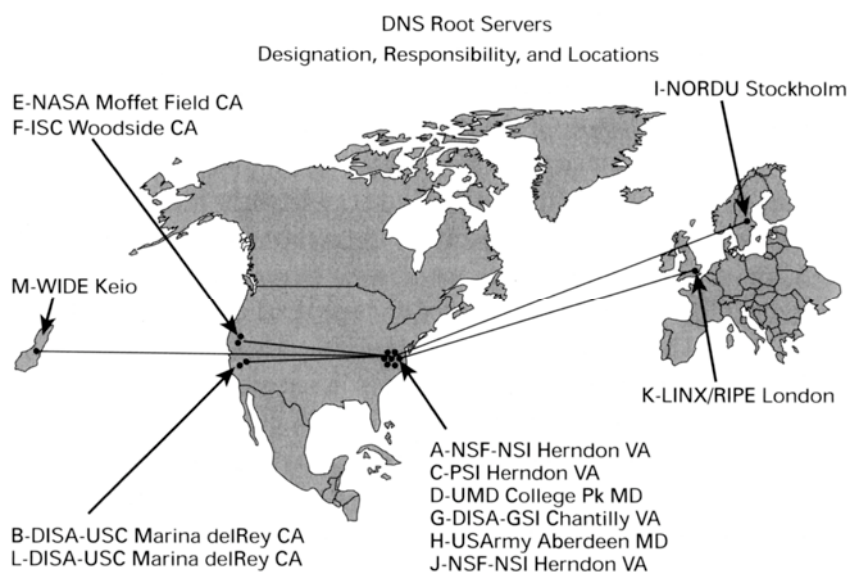 DNS Root Servers
Designation, Responsibility, and Locations
E-NASA Moffet Field CA
F-ISC Woodside CA
I-NORDU Stockholm
M-WIDE Keio
K-LINX/RIPE London
A-NSF-NSI Herndon VA
C-PSI Herndon VA
D-UMD College Pk MD
G-DISA-GSI Chantilly VA
H-USArmy Aberdeen MD
J-NSF-NSI Herndon VA
B-DISA-USC Marina delRey CA
L-DISA-USC Marina delRey CA